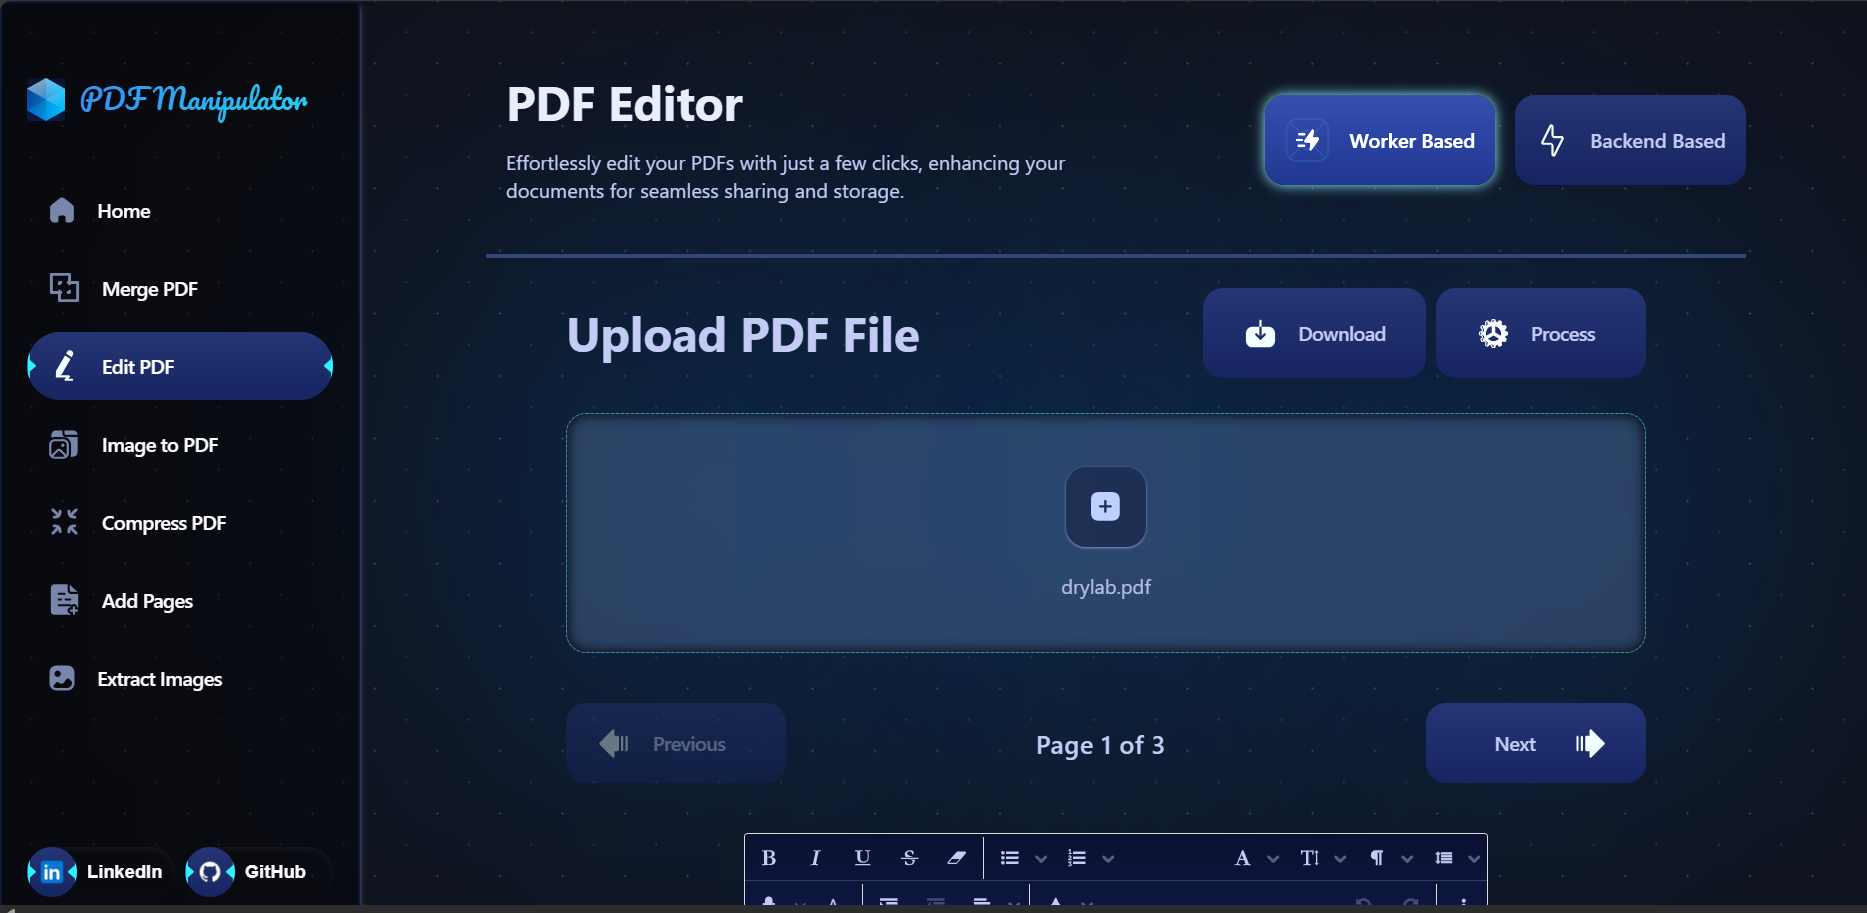 PDF Manipulator
Home
Merge PDF
Edit PDF
Image to PDF
Compress PDF
Add Pages
Extract Images
LinkedIn
GitHub
PDF Editor
Effortlessly edit your PDFs with just a few clicks, enhancing your
documents for seamless sharing and storage.
Worker Based
Backend Based
Upload PDF File
Download
Process
drylab.pdf
Previous
Page 1 of 3
Next